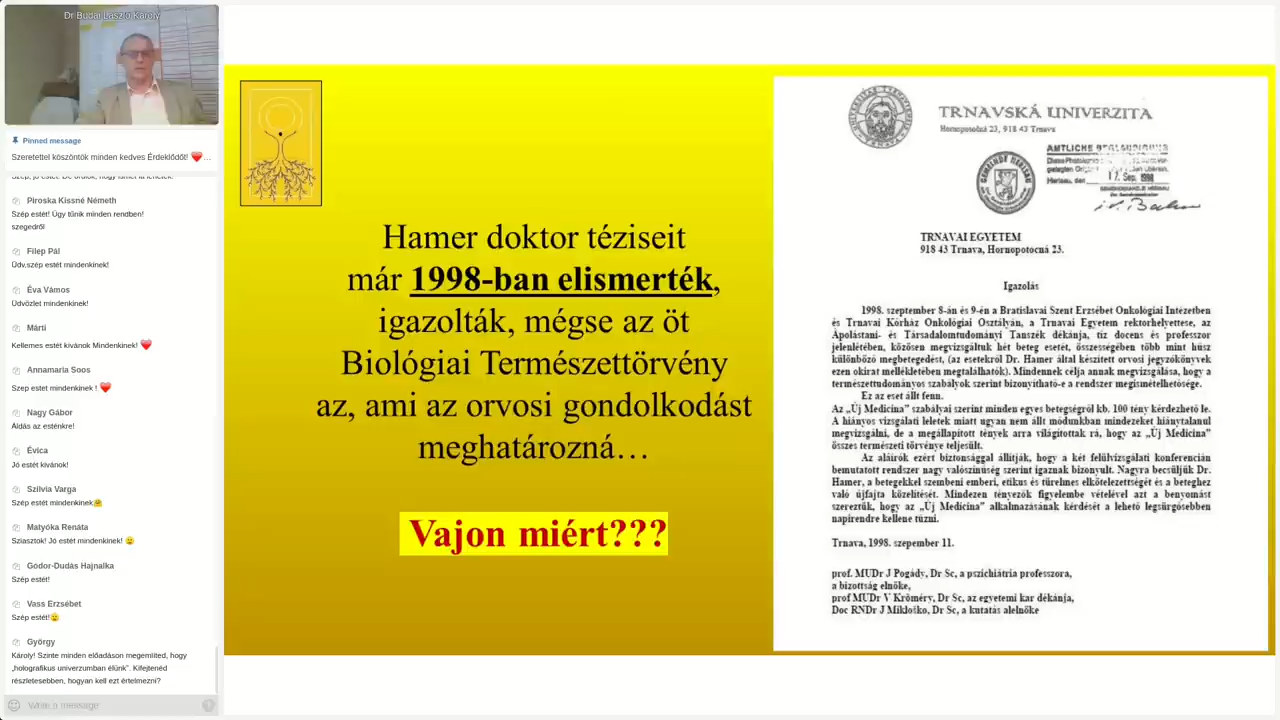 Dr Budai László Károly
Pinned message
Szeretettel köszöntök minden kedves Érdeklődőt! ❤️...
Piroska Kissné Németh
Szép estét! Úgy tűnik minden rendben!
szegedről
Filep Pál
Üdv.szép estét mindenkinek!
Éva Vámos
Üdvözlet mindenkinek!
Márti
Kellemes estét kívánok Mindenkinek! ❤️
Annamaria Soos
Szep estet mindenkinek ! ❤️
Nagy Gábor
Áldás az esténkre!
Évica
Jó estét kívánok!
Szilvia Varga
Szép estét mindenkinek🤗
Matyóka Renáta
Sziasztok! Jó estét mindenkinek! 🙂
Gódor-Dudás Hajnalka
Szép estét!
Vass Erzsébet
Szép estét!🙂
György
Károly! Szinte minden előadáson megemlíted, hogy
„holografikus univerzumban élünk”. Kifejtenéd
részletesebben, hogyan kell ezt értelmezni?
Write a message
Hamer doktor téziseit
már 1998-ban elismerték,
igazolták, mégse az öt
Biológiai Természettörvény
az, ami az orvosi gondolkodást
meghatározná…
Vajon miért???
TRNAVSKÁ UNIVERZITA
Hornopotočná 23, 918 43 Trnava
17. Sep. 1998
TRNAVAI EGYETEM
918 43 Trnava, Hornopotocná 23.
Igazolás
1998. szeptember 8-án és 9-én a Bratislavai Szent Erzsébet Onkológiai Intézetben
és Trnavai Kórház Onkológiai Osztályán, a Trnavai Egyetem rektorhelyettese, az
Ápolástani- és Társadalomtudományi Tanszék dékánja, tíz docens és professzor
jelenlétében, közösen megvizsgáltuk hét beteg esetét, összességében több mint húsz
különböző megbetegedést, (az esetekről Dr. Hamer által készített orvosi jegyzőkönyvek
ezen okirat mellékletében megtalálhatók). Mindennek célja annak megvizsgálása, hogy a
természettudományos szabályok szerint bizonyítható-e a rendszer megismételhetősége.
Ez az eset állt fenn.
Az „Új Medicina” szabályai szerint minden egyes betegségről kb. 100 tény kérdezhető le.
A hiányos vizsgálati leletek miatt ugyan nem állt módunkban mindezeket hiánytalanul
megvizsgálni, de a megállapított tények arra világítottak rá, hogy az „Új Medicina”
összes természeti törvénye teljesült.
Az aláírók ezért biztonsággal állítják, hogy a két felülvizsgálati konferencián
bemutatott rendszer nagy valószínűség szerint igaznak bizonyult. Nagyra becsüljük Dr.
Hamer, a betegekkel szembeni emberi, etikus és türelmes elkötelezettségét és a beteghez
való újfajta közelítését. Mindezen tényezők figyelembe vételével azt a benyomást
szereztük, hogy az „Új Medicina” alkalmazásának kérdését a lehető legsürgősebben
napirendre kellene tűzni.
Trnava, 1998. szepember 11.
prof. MUDr J Pogády, Dr Sc, a pszichiátria professzora,
a bizottság elnöke,
prof MUDr V Krčméry, Dr Sc, az egyetemi kar dékánja,
Doc RNDr J Mikloško, Dr Sc, a kutatás alelnöke